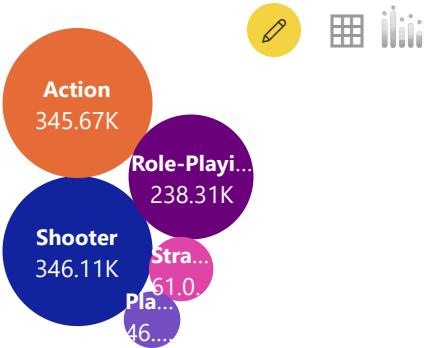 Action
345.67K
Role-Playi...
238.31K
Shooter
346.11K
Stra...
61.0...
Pla...
46....